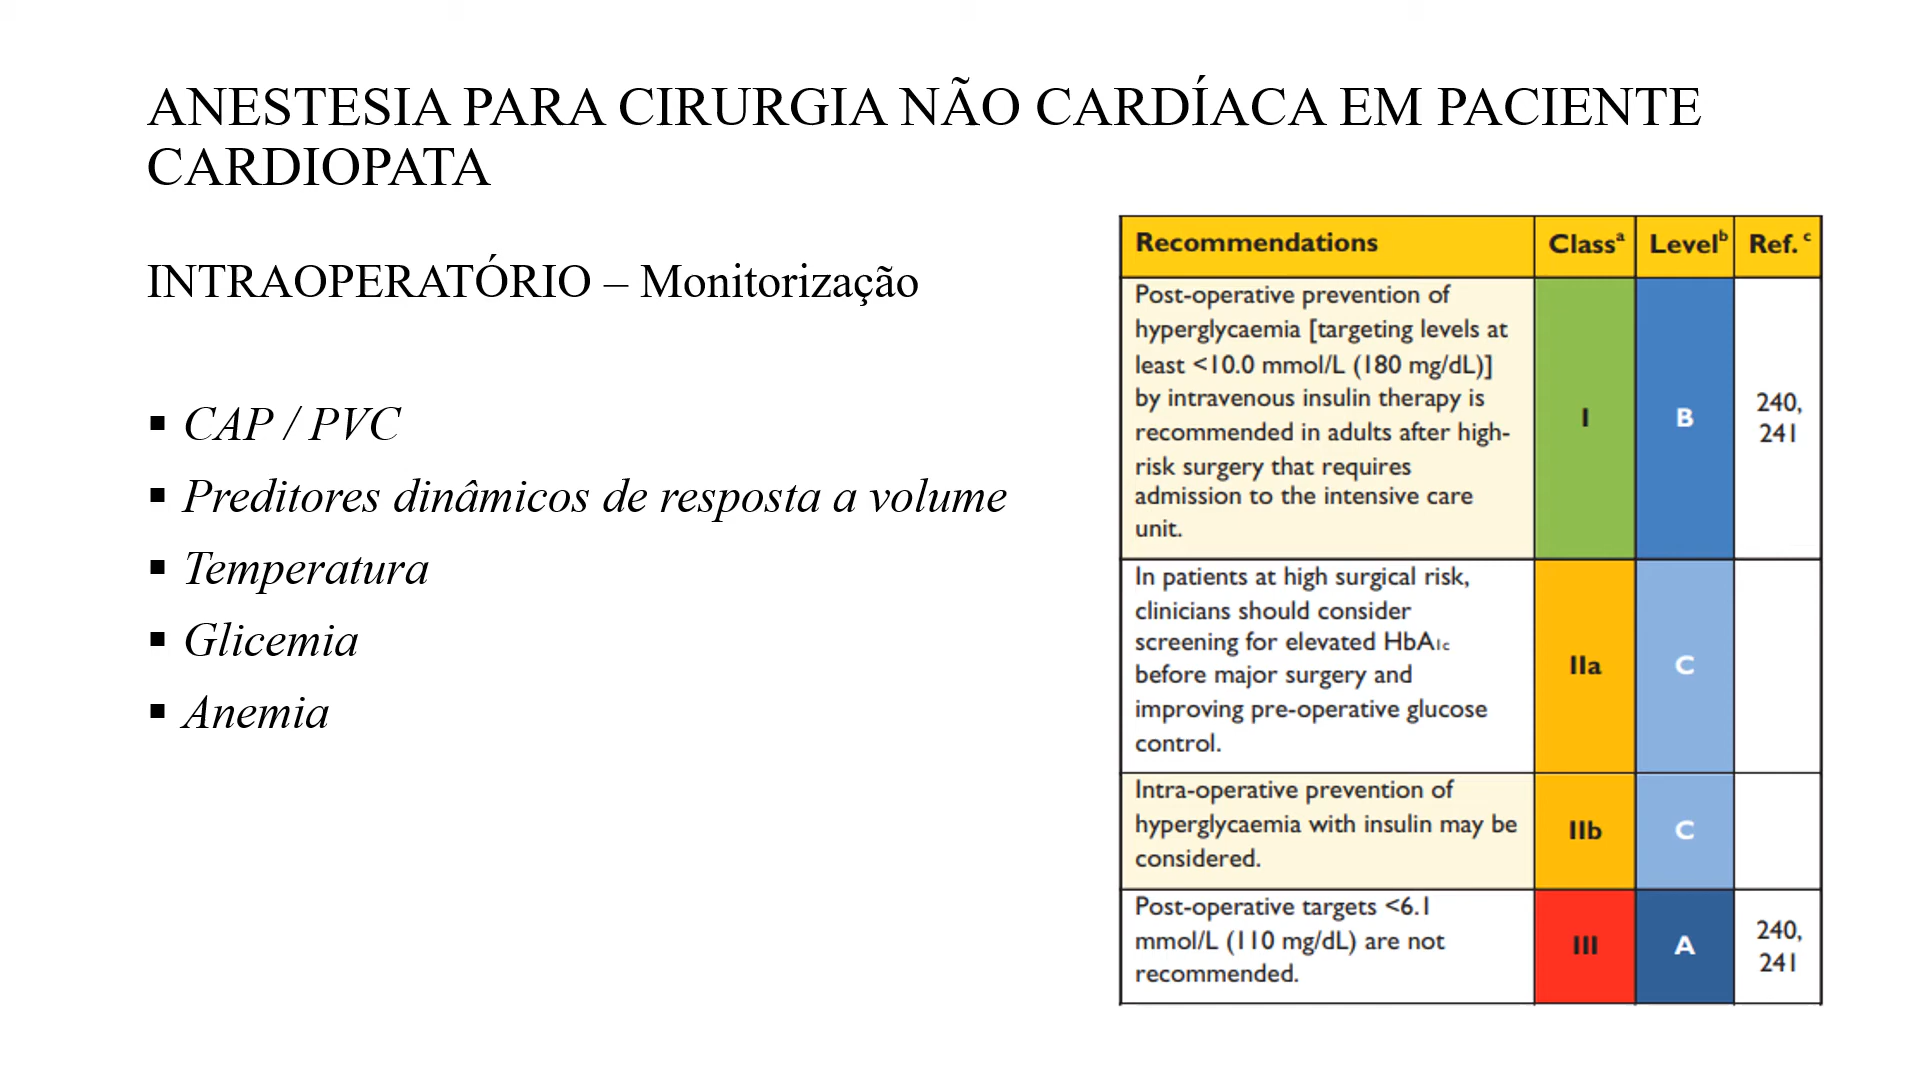 ANESTESIA PARA CIRURGIA NÃO CARDÍACA EM PACIENTE
CARDIOPATA
INTRAOPERATÓRIO – Monitorização
▪ CAP / PVC
▪ Preditores dinâmicos de resposta a volume
▪ Temperatura
▪ Glicemia
▪ Anemia
Recommendations Classᵃ Levelᵇ Ref. ᶜ
Post-operative prevention of
hyperglycaemia [targeting levels at
least <10.0 mmol/L (180 mg/dL)]
by intravenous insulin therapy is
recommended in adults after high-
risk surgery that requires
admission to the intensive care
unit.
I
B
240,
241
In patients at high surgical risk,
clinicians should consider
screening for elevated HbA1c
before major surgery and
improving pre-operative glucose
control.
IIa
C
Intra-operative prevention of
hyperglycaemia with insulin may be
considered.
IIb
C
Post-operative targets <6.1
mmol/L (110 mg/dL) are not
recommended.
III
A
240,
241